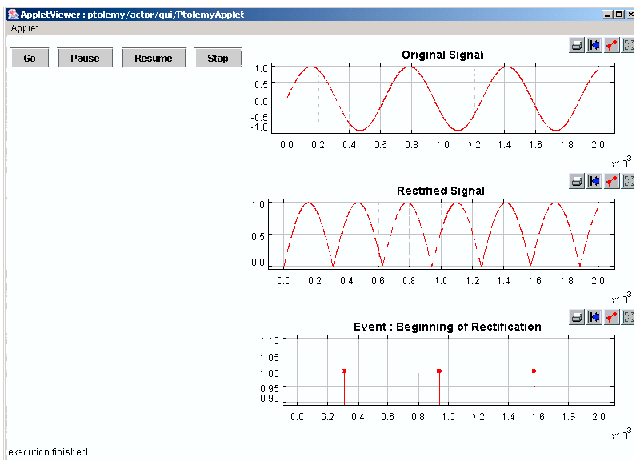 AppletViewer: ptolemy/actor/gui/PtolemyApplet
Applet
Go Pause Resume Stop
Original Signal
1.0
0.5
0.0
-0.5
-1.0
0.0 0.2 0.4 0.6 0.8 1.0 1.2 1.4 1.6 1.8 2.0
Rectified Signal
1.0
0.5
0.0
0.0 0.2 0.4 0.6 0.8 1.0 1.2 1.4 1.6 1.8 2.0
Event : Beginning of Rectification
1.10
1.05
1.00
0.95
0.0 0.2 0.4 0.6 0.8 1.0 1.2 1.4 1.6 1.8 2.0
execution finished.